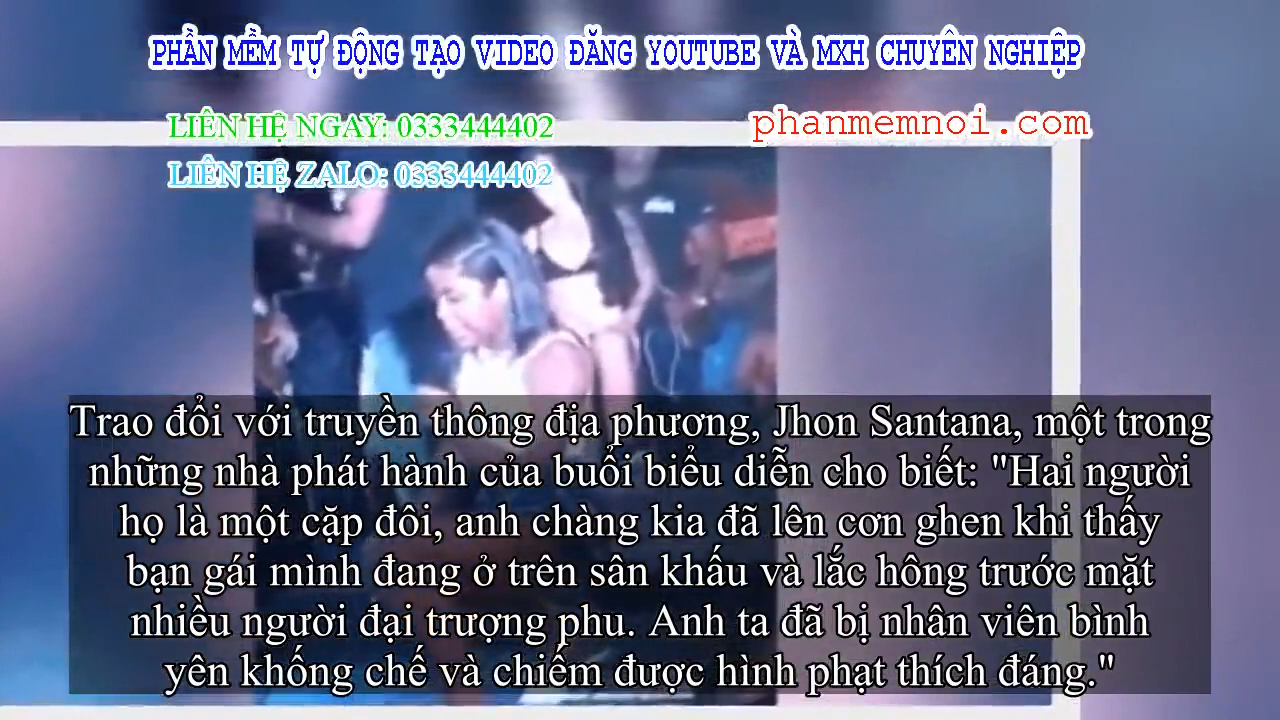 PHẦN MỀM TỰ ĐỘNG TẠO VIDEO ĐĂNG YOUTUBE VÀ MXH CHUYÊN NGHIỆP
LIÊN HỆ NGAY: 0333444402
phanmemnoi.com
LIÊN HỆ ZALO: 0333444402
Trao đổi với truyền thông địa phương, Jhon Santana, một trong
những nhà phát hành của buổi biểu diễn cho biết: "Hai người
họ là một cặp đôi, anh chàng kia đã lên cơn ghen khi thấy
bạn gái mình đang ở trên sân khấu và lắc hông trước mặt
nhiều người đại trượng phu. Anh ta đã bị nhân viên bình
yên khống chế và chiếm được hình phạt thích đáng."